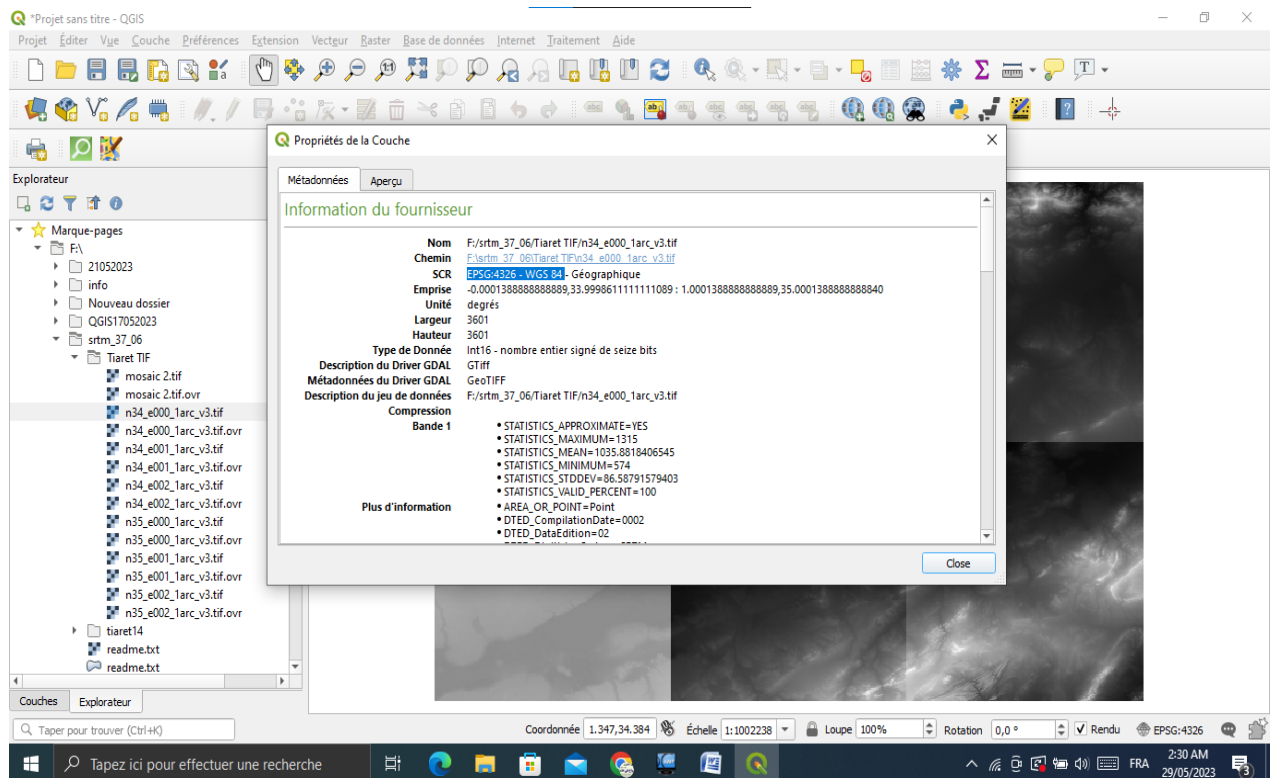 *Projet sans titre - QGIS
Projet Éditer Vue Couche Préférences Extension Vecteur Raster Base de données Internet Traitement Aide
Propriétés de la Couche
Métadonnées Aperçu
Information du fournisseur
Nom F:/srtm_37_06/Tiaret TIF/n34_e000_1arc_v3.tif
Chemin F:\srtm_37_06\Tiaret TIF\n34_e000_1arc_v3.tif
SCR EPSG:4326 - WGS 84 - Géographique
Emprise -0.0001388888888889,33.9998611111111089 : 1.0001388888888889,35.0001388888888840
Unité degrés
Largeur 3601
Hauteur 3601
Type de Donnée Int16 - nombre entier signé de seize bits
Description du Driver GDAL GTiff
Métadonnées du Driver GDAL GeoTIFF
Description du jeu de données F:/srtm_37_06/Tiaret TIF/n34_e000_1arc_v3.tif
Compression
Bande 1 • STATISTICS_APPROXIMATE=YES
• STATISTICS_MAXIMUM=1315
• STATISTICS_MEAN=1035.8818406545
• STATISTICS_MINIMUM=574
• STATISTICS_STDDEV=86.58791579403
• STATISTICS_VALID_PERCENT=100
Plus d'information • AREA_OR_POINT=Point
• DTED_CompilationDate=0002
• DTED_DataEdition=02
Close
Explorateur
Marque-pages
F:\
21052023
info
Nouveau dossier
QGIS17052023
srtm_37_06
Tiaret TIF
mosaic 2.tif
mosaic 2.tif.ovr
n34_e000_1arc_v3.tif
n34_e000_1arc_v3.tif.ovr
n34_e001_1arc_v3.tif
n34_e001_1arc_v3.tif.ovr
n34_e002_1arc_v3.tif
n34_e002_1arc_v3.tif.ovr
n35_e000_1arc_v3.tif
n35_e000_1arc_v3.tif.ovr
n35_e001_1arc_v3.tif
n35_e001_1arc_v3.tif.ovr
n35_e002_1arc_v3.tif
n35_e002_1arc_v3.tif.ovr
tiaret14
readme.txt
readme.txt
Couches Explorateur
Taper pour trouver (Ctrl+K) Coordonnée 1.347,34.384 Échelle 1:1002238 Loupe 100% Rotation 0,0 ° Rendu EPSG:4326
Tapez ici pour effectuer une recherche FRA 2:30 AM
29/05/2023
3